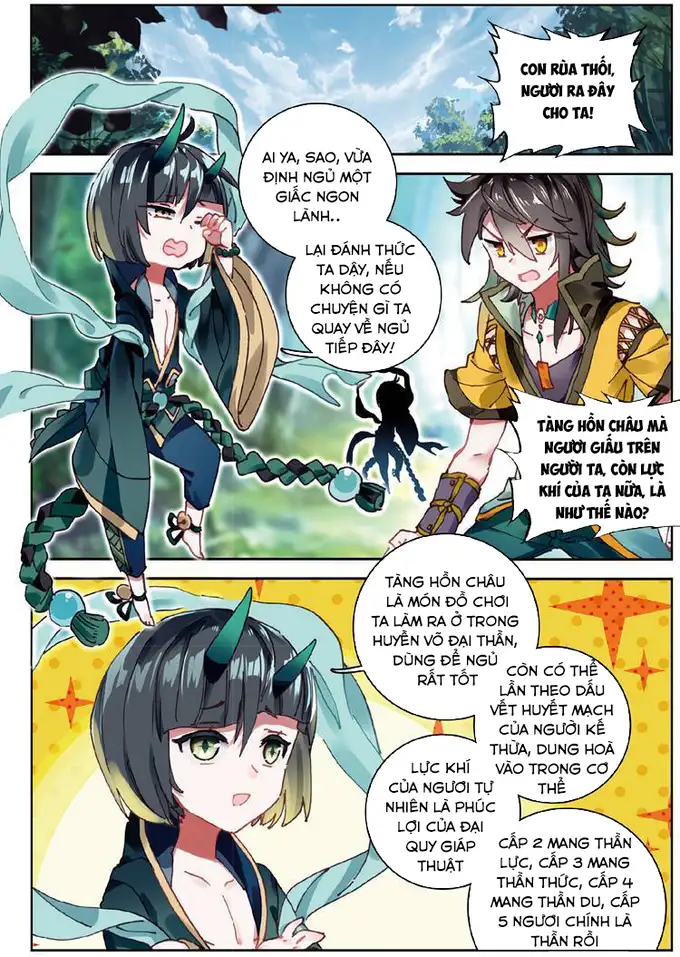 CON RÙA THỐI,
NGƯƠI RA ĐÂY
CHO TA!
AI YA, SAO, VỪA
ĐỊNH NGỦ MỘT
GIẤC NGON
LÀNH..
LẠI ĐÁNH THỨC
TA DẬY, NẾU
KHÔNG CÓ
CHUYỆN GÌ TA
QUAY VỀ NGỦ
TIẾP ĐÂY!
TÀNG HỒN CHÂU MÀ
NGƯƠI GIẤU TRÊN
NGƯỜI TA, CÒN LỰC
KHÍ CỦA TA NỮA, LÀ
NHƯ THẾ NÀO?
TÀNG HỒN CHÂU
LÀ MÓN ĐỒ CHƠI
TA LÀM RA Ở TRONG
HUYỀN VÕ ĐẠI THẦN,
DÙNG ĐỂ NGỦ
RẤT TỐT
CÒN CÓ THỂ
LẦN THEO DẤU
VẾT HUYẾT MẠCH
CỦA NGƯỜI KẾ
THỪA, DUNG HOÀ
VÀO TRONG CƠ
THỂ
LỰC KHÍ
CỦA NGƯƠI TỰ
NHIÊN LÀ PHÚC
LỢI CỦA ĐẠI
QUY GIÁP
THUẬT
CẤP 2 MANG THẦN
LỰC, CẤP 3 MANG
THẦN THỨC, CẤP 4
MANG THẦN DU, CẤP
5 NGƯƠI CHÍNH LÀ
THẦN RỒI